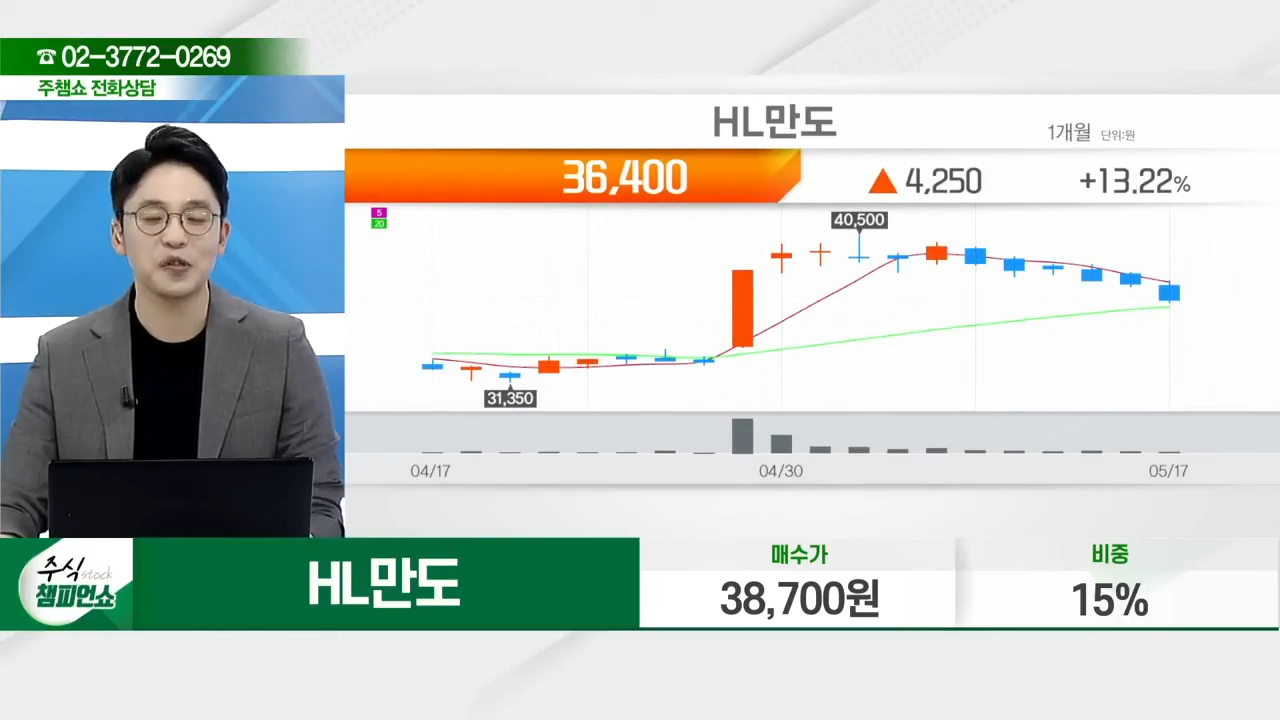 ☎ 02-3772-0269
주챔쇼 전화상담
HL만도
1개월 단위:원
36,400 ▲ 4,250 +13.22%
5
20
40,500
31,350
04/17 04/30 05/17
주식 stock
챔피언쇼
HL만도
매수가 비중
38,700원 15%